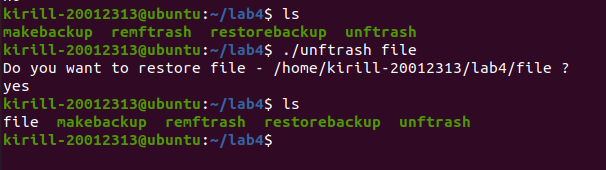 kirill-20012313@ubuntu:~/lab4$ ls
makebackup  remftrash  restorebackup  unftrash
kirill-20012313@ubuntu:~/lab4$ ./unftrash file
Do you want to restore file - /home/kirill-20012313/lab4/file ?
yes
kirill-20012313@ubuntu:~/lab4$ ls
file  makebackup  remftrash  restorebackup  unftrash
kirill-20012313@ubuntu:~/lab4$